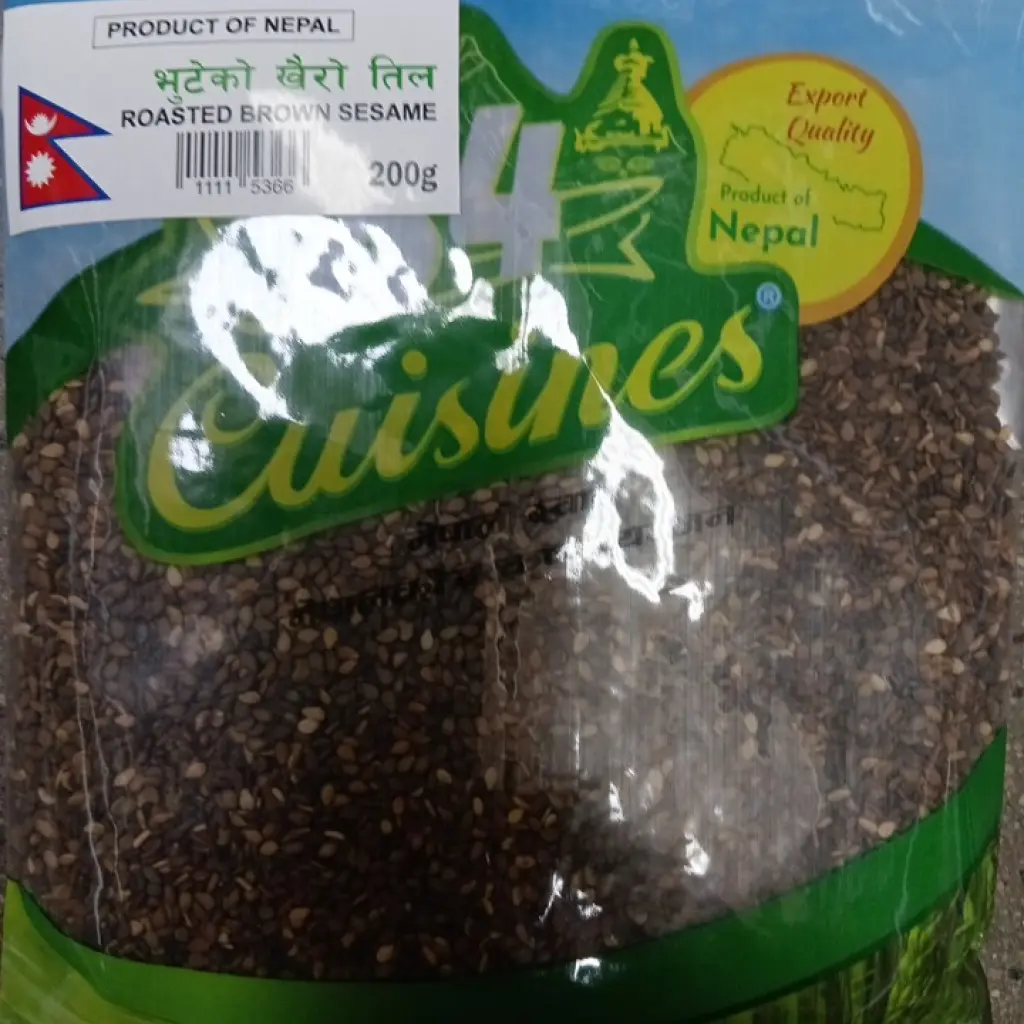 PRODUCT OF NEPAL
भुटेको खैरो तिल
ROASTED BROWN SESAME
1111 5366
200g
4
Cuisines
®
Export
Quality
Product of
Nepal
नेपाल